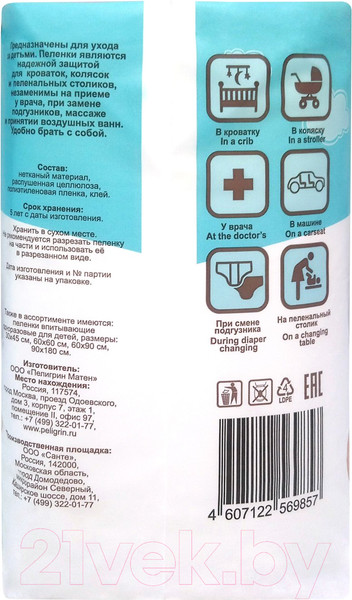 Предназначены для ухода
за детьми. Пеленки являются
надежной защитой
для кроваток, колясок
и пеленальных столиков,
незаменимы на приеме
у врача, при замене
подгузников, массаже
и принятии воздушных ванн.
Удобно брать с собой.
Состав:
нетканый материал,
распушенная целлюлоза,
полиэтиленовая пленка, клей.
Срок хранения:
лет с даты изготовления.
Хранить в сухом месте.
Не рекомендуется разрезать пеленку
на части и использовать её
в разрезанном виде.
Дата изготовления и № партии
указаны на упаковке.
Также в ассортименте имеются:
пеленки впитывающие
одноразовые для детей, размеры:
см, 60х60 см, 60х90 см,
90х180 см.
Изготовитель:
ООО «Пелигрин Матен»
Место нахождения:
Россия, 117574,
город Москва, проезд Одоевского,
дом 3, корпус 7, этаж 1,
помещение II, офис 97,
тел: +7 (499) 322-01-77,
www.peligrin.ru
Производственная площадка:
ООО «Санте»,
Россия, 142000,
Московская область,
город Домодедово,
микрорайон Северный,
Каширское шоссе, дом 11,
+7 (499) 322-01-77
В кроватку
In a crib
В коляску
In a stroller
У врача
At the doctor's
В машине
On a carseat
При смене
подгузника
During diaper
changing
На пеленальный
столик
On a changing
table
LDPE
EAC
4 607122 569857
21vek.by